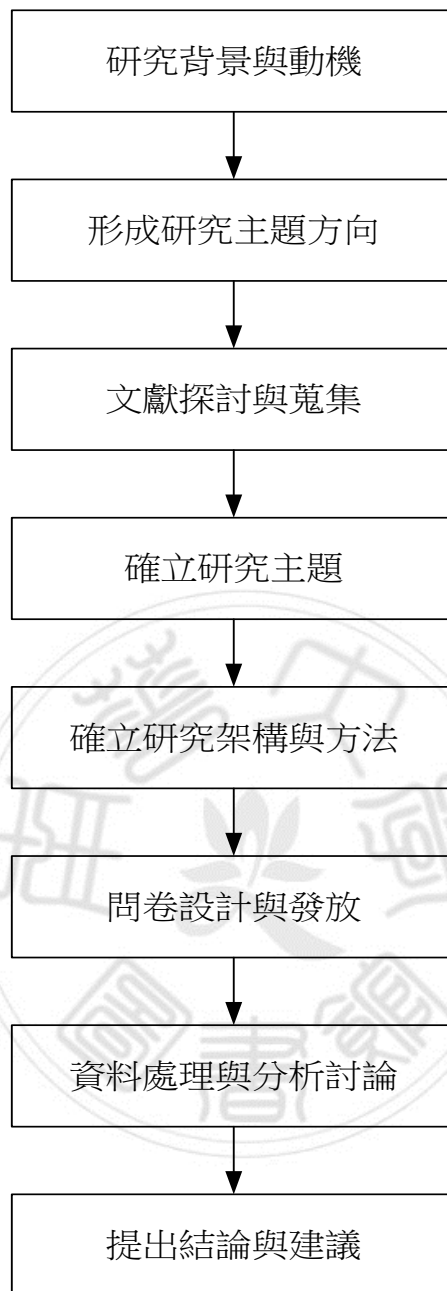 研究背景與動機
形成研究主題方向
文獻探討與蒐集
確立研究主題
確立研究架構與方法
問卷設計與發放
資料處理與分析討論
提出結論與建議